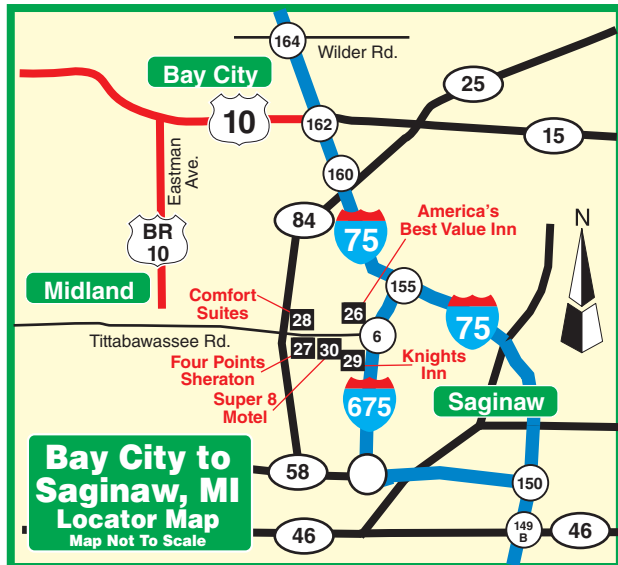 164
Wilder Rd.
Bay City
25
10
162
15
Eastman
Ave.
160
America's
Best Value Inn
N
84
75
BR
10
155
Midland
Comfort
Suites
28
26
75
Tittabawassee Rd.
6
27
30
29
Four Points
Sheraton
Knights
Inn
Super 8
Motel
675
Saginaw
Bay City to
Saginaw, MI
Locator Map
Map Not To Scale
58
150
46
149
B
46